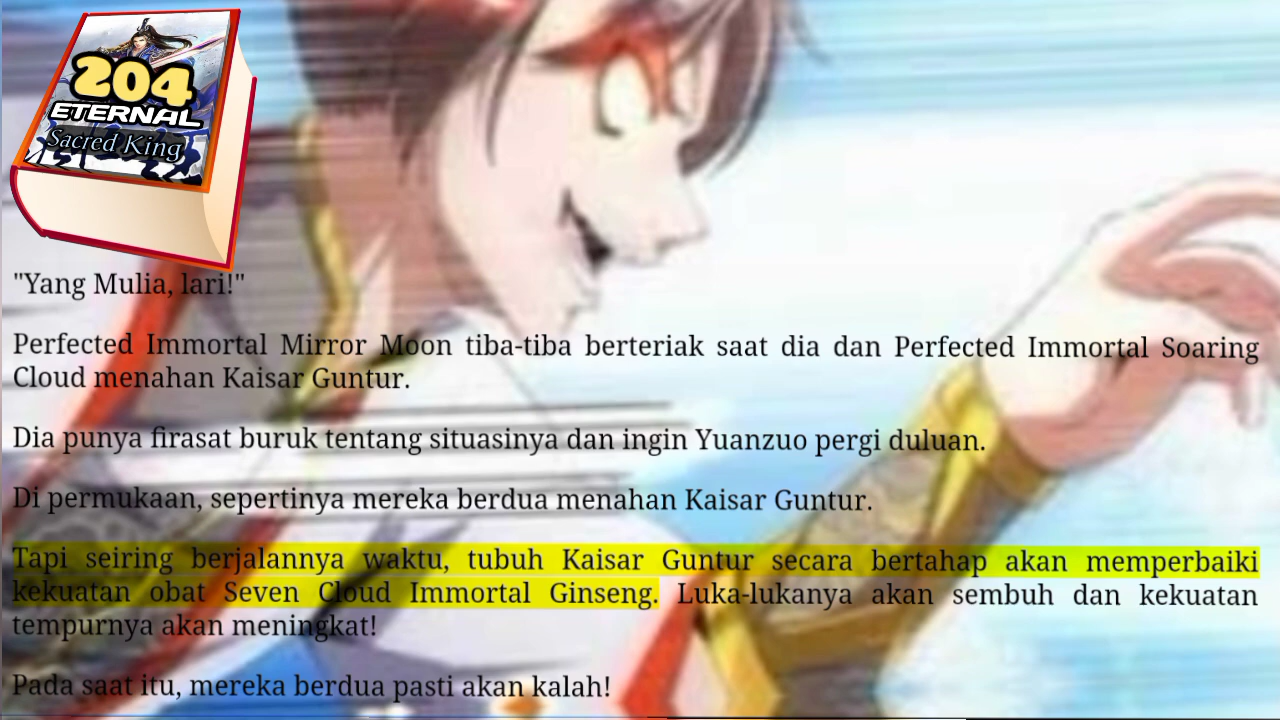 204
ETERNAL
Sacred King
"Yang Mulia, lari!"
Perfected Immortal Mirror Moon tiba-tiba berteriak saat dia dan Perfected Immortal Soaring
Cloud menahan Kaisar Guntur.
Dia punya firasat buruk tentang situasinya dan ingin Yuanzuo pergi duluan.
Di permukaan, sepertinya mereka berdua menahan Kaisar Guntur.
Tapi seiring berjalannya waktu, tubuh Kaisar Guntur secara bertahap akan memperbaiki
kekuatan obat Seven Cloud Immortal Ginseng. Luka-lukanya akan sembuh dan kekuatan
tempurnya akan meningkat!
Pada saat itu, mereka berdua pasti akan kalah!